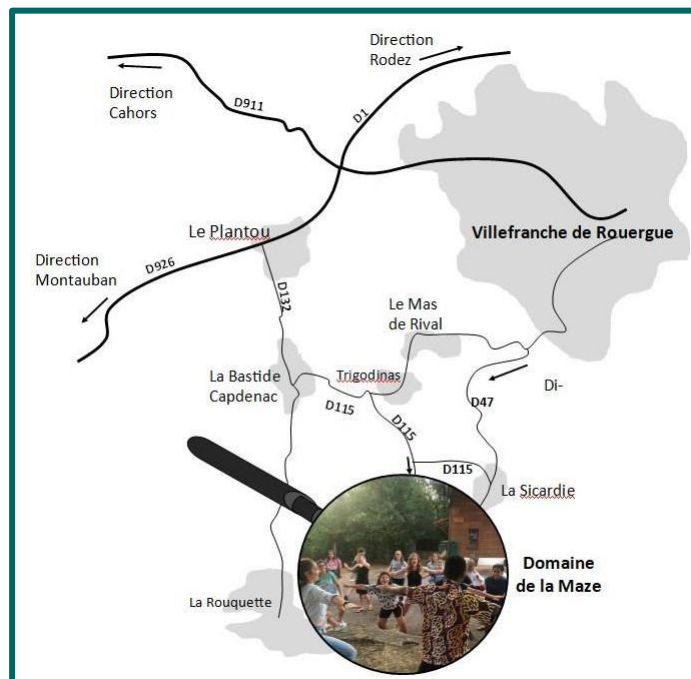 Direction
Rodez
Direction
Cahors
D911
D1
Le Plantou
Villefranche de Rouergue
Direction
Montauban
D926
D132
Le Mas
de Rival
La Bastide
Capdenac
Trigodinas
Di-
D115
D115
D47
D115
La Sicardie
Domaine
de la Maze
La Rouquette